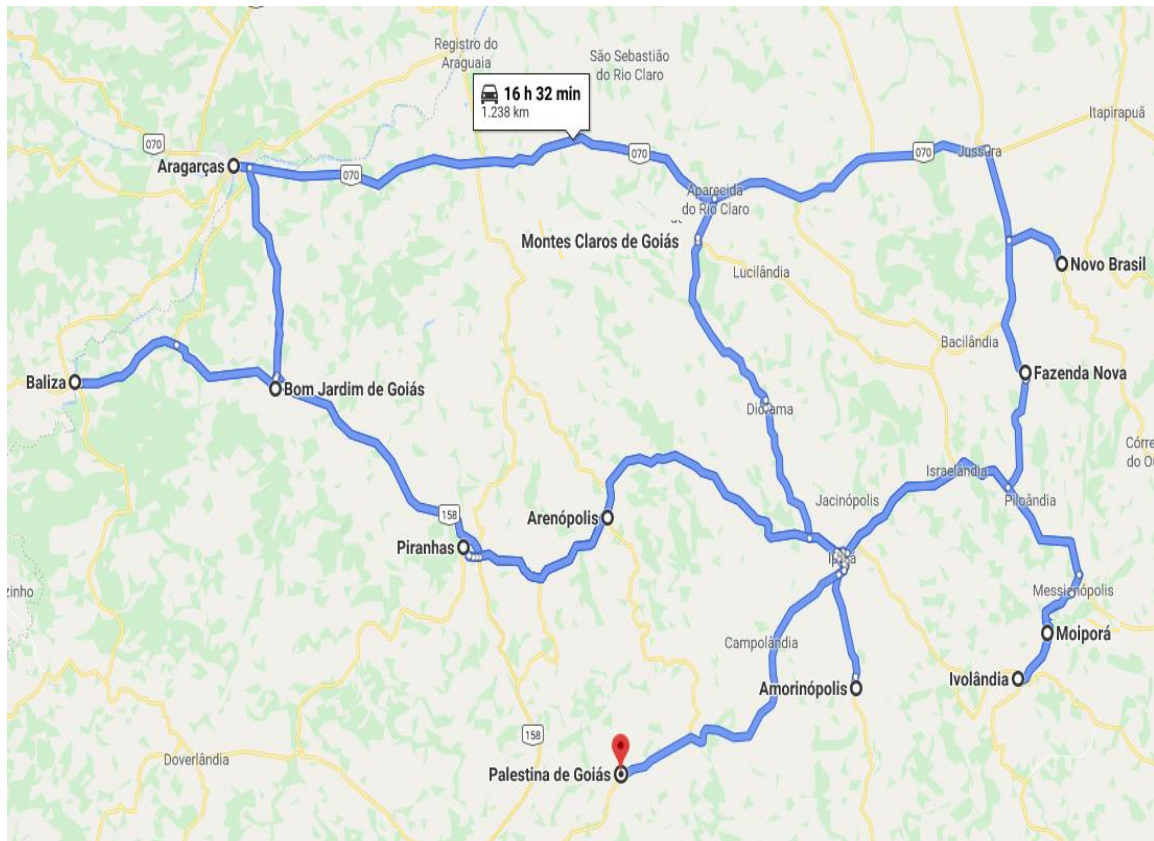 Registro do
Araguaia
São Sebastião
do Rio Claro
16 h 32 min
1.238 km
Itapirapuã
070
Aragarças
070
070
070
Jussara
Aparecida
do Rio Claro
Montes Claros de Goiás
Lucilândia
Novo Brasil
Bacilândia
Baliza
Bom Jardim de Goiás
Fazenda Nova
Diorama
Córre
do Ou
Israelândia
Jacinópolis
Piloândia
158
Arenópolis
Piranhas
Iporá
zinho
Messianópolis
Moiporá
Campolândia
Ivolândia
Amorinópolis
158
Doverlândia
Palestina de Goiás